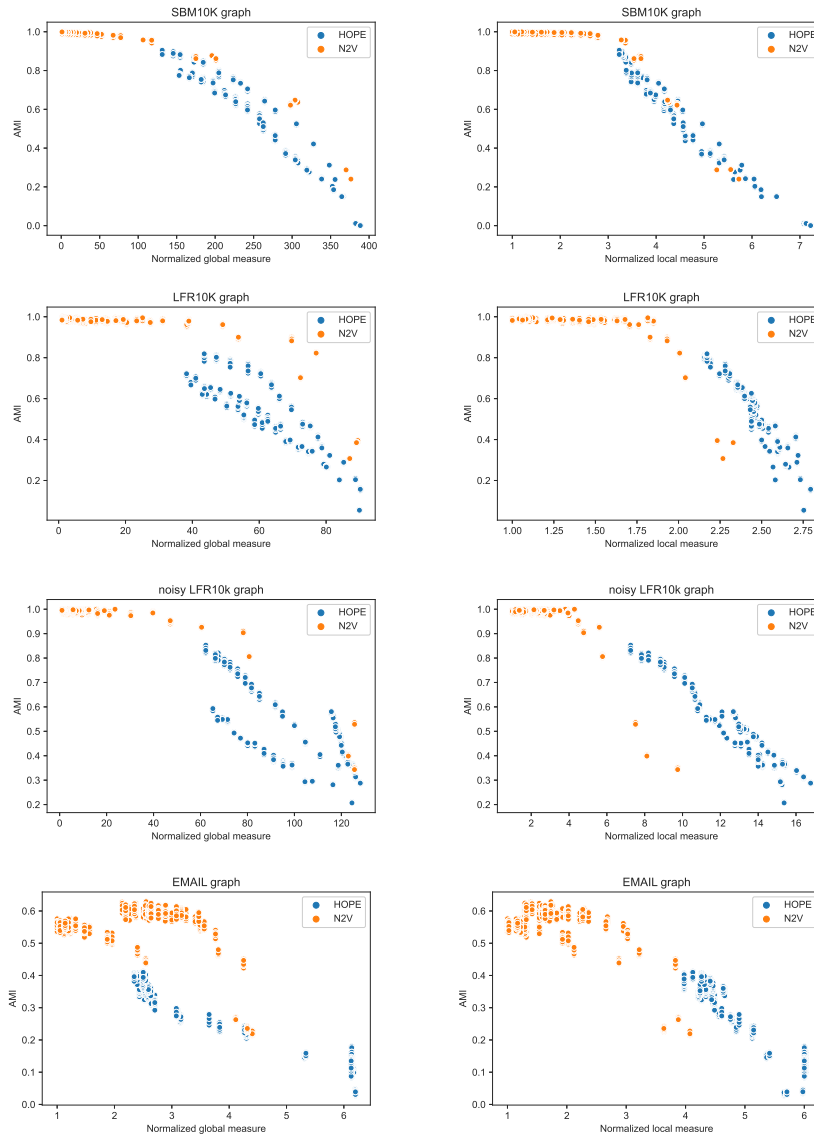 SBM10K graph
1.0
0.8
0.6
0.4
0.2
0.0
AMI
HOPE
N2V
0 50 100 150 200 250 300 350 400
Normalized global measure
SBM10K graph
1.0
0.8
0.6
0.4
0.2
0.0
AMI
HOPE
N2V
1 2 3 4 5 6 7
Normalized local measure
LFR10K graph
1.0
0.8
0.6
0.4
0.2
AMI
HOPE
N2V
0 20 40 60 80
Normalized global measure
LFR10K graph
1.0
0.8
0.6
0.4
0.2
AMI
HOPE
N2V
1.00 1.25 1.50 1.75 2.00 2.25 2.50 2.75
Normalized local measure
noisy LFR10k graph
1.0
0.9
0.8
0.7
0.6
0.5
0.4
0.3
0.2
AMI
HOPE
N2V
0 20 40 60 80 100 120
Normalized global measure
noisy LFR10k graph
1.0
0.9
0.8
0.7
0.6
0.5
0.4
0.3
0.2
AMI
HOPE
N2V
2 4 6 8 10 12 14 16
Normalized local measure
EMAIL graph
0.6
0.5
0.4
0.3
0.2
0.1
0.0
AMI
HOPE
N2V
1 2 3 4 5 6
Normalized global measure
EMAIL graph
0.6
0.5
0.4
0.3
0.2
0.1
0.0
AMI
HOPE
N2V
1 2 3 4 5 6
Normalized local measure